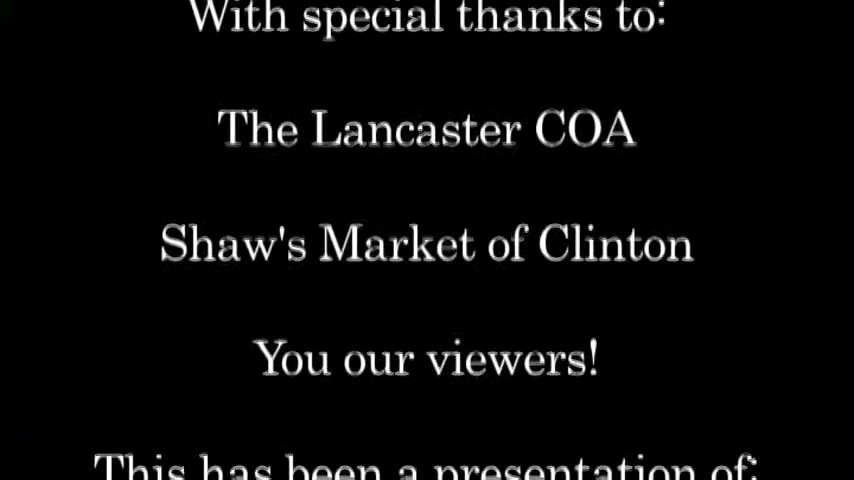 With special thanks to:
The Lancaster COA
Shaw's Market of Clinton
You our viewers!
This has been a presentation of: